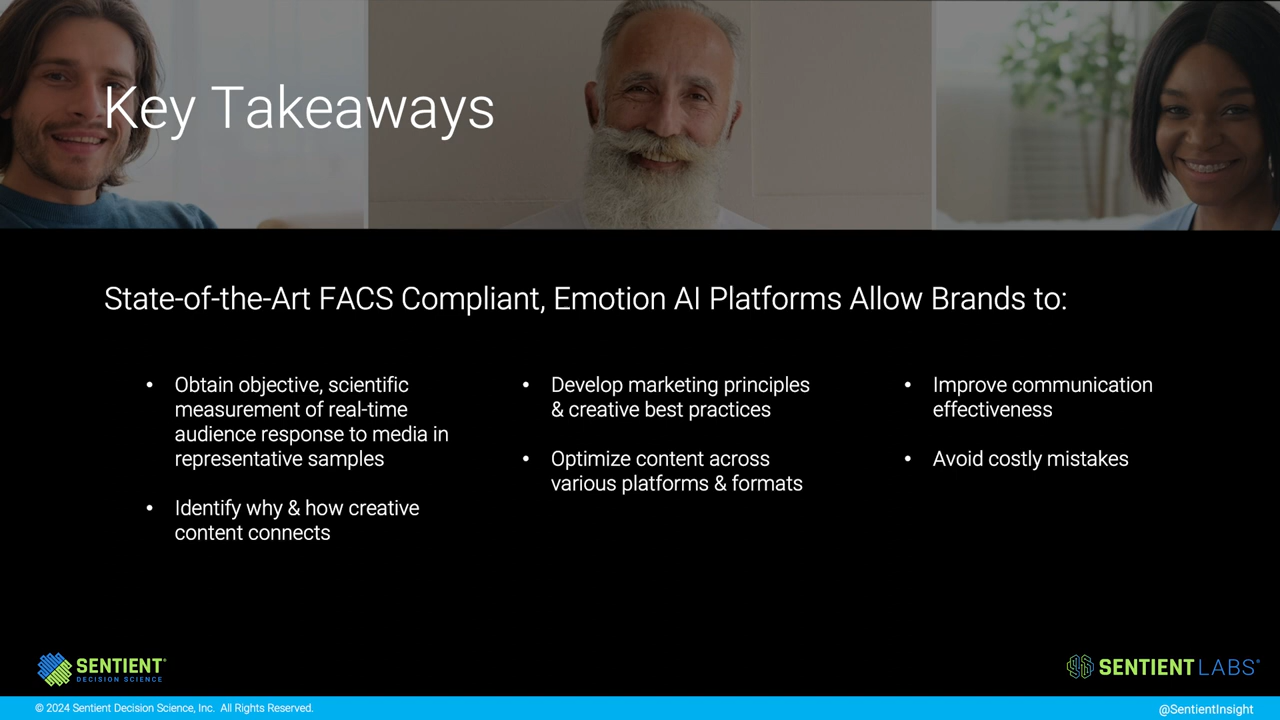 Key Takeaways
State-of-the-Art FACS Compliant, Emotion AI Platforms Allow Brands to:
• Obtain objective, scientific
measurement of real-time
audience response to media in
representative samples
• Identify why & how creative
content connects
• Develop marketing principles
& creative best practices
• Optimize content across
various platforms & formats
• Improve communication
effectiveness
• Avoid costly mistakes
SENTIENT®
DECISION SCIENCE
SENTIENT LABS®
© 2024 Sentient Decision Science, Inc. All Rights Reserved.
@SentientInsight